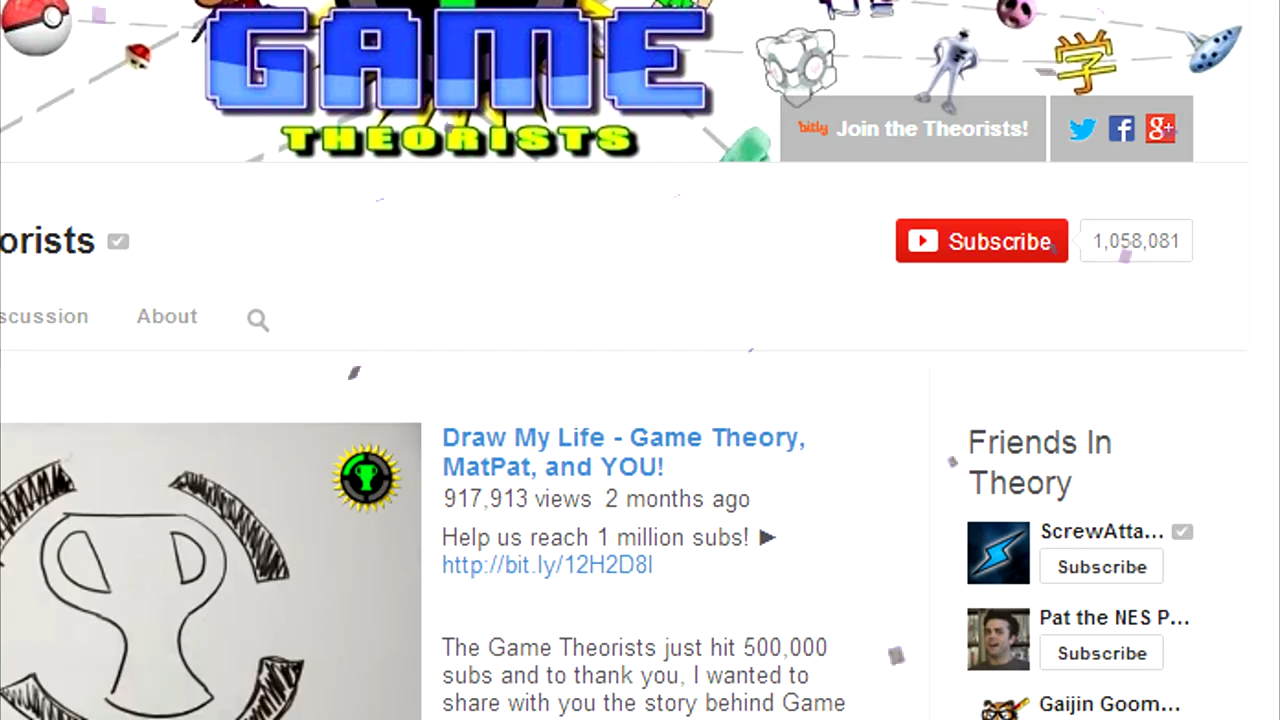 GAME
THEORISTS
学
bitly Join the Theorists!
g+
orists
Subscribe 1,058,081
scussion About
Draw My Life - Game Theory,
MatPat, and YOU!
917,913 views 2 months ago
Help us reach 1 million subs! ►
http://bit.ly/12H2D8I
The Game Theorists just hit 500,000
subs and to thank you, I wanted to
share with you the story behind Game
Friends In
Theory
ScrewAtta...
Subscribe
Pat the NES P...
Subscribe
Gaijin Goom...